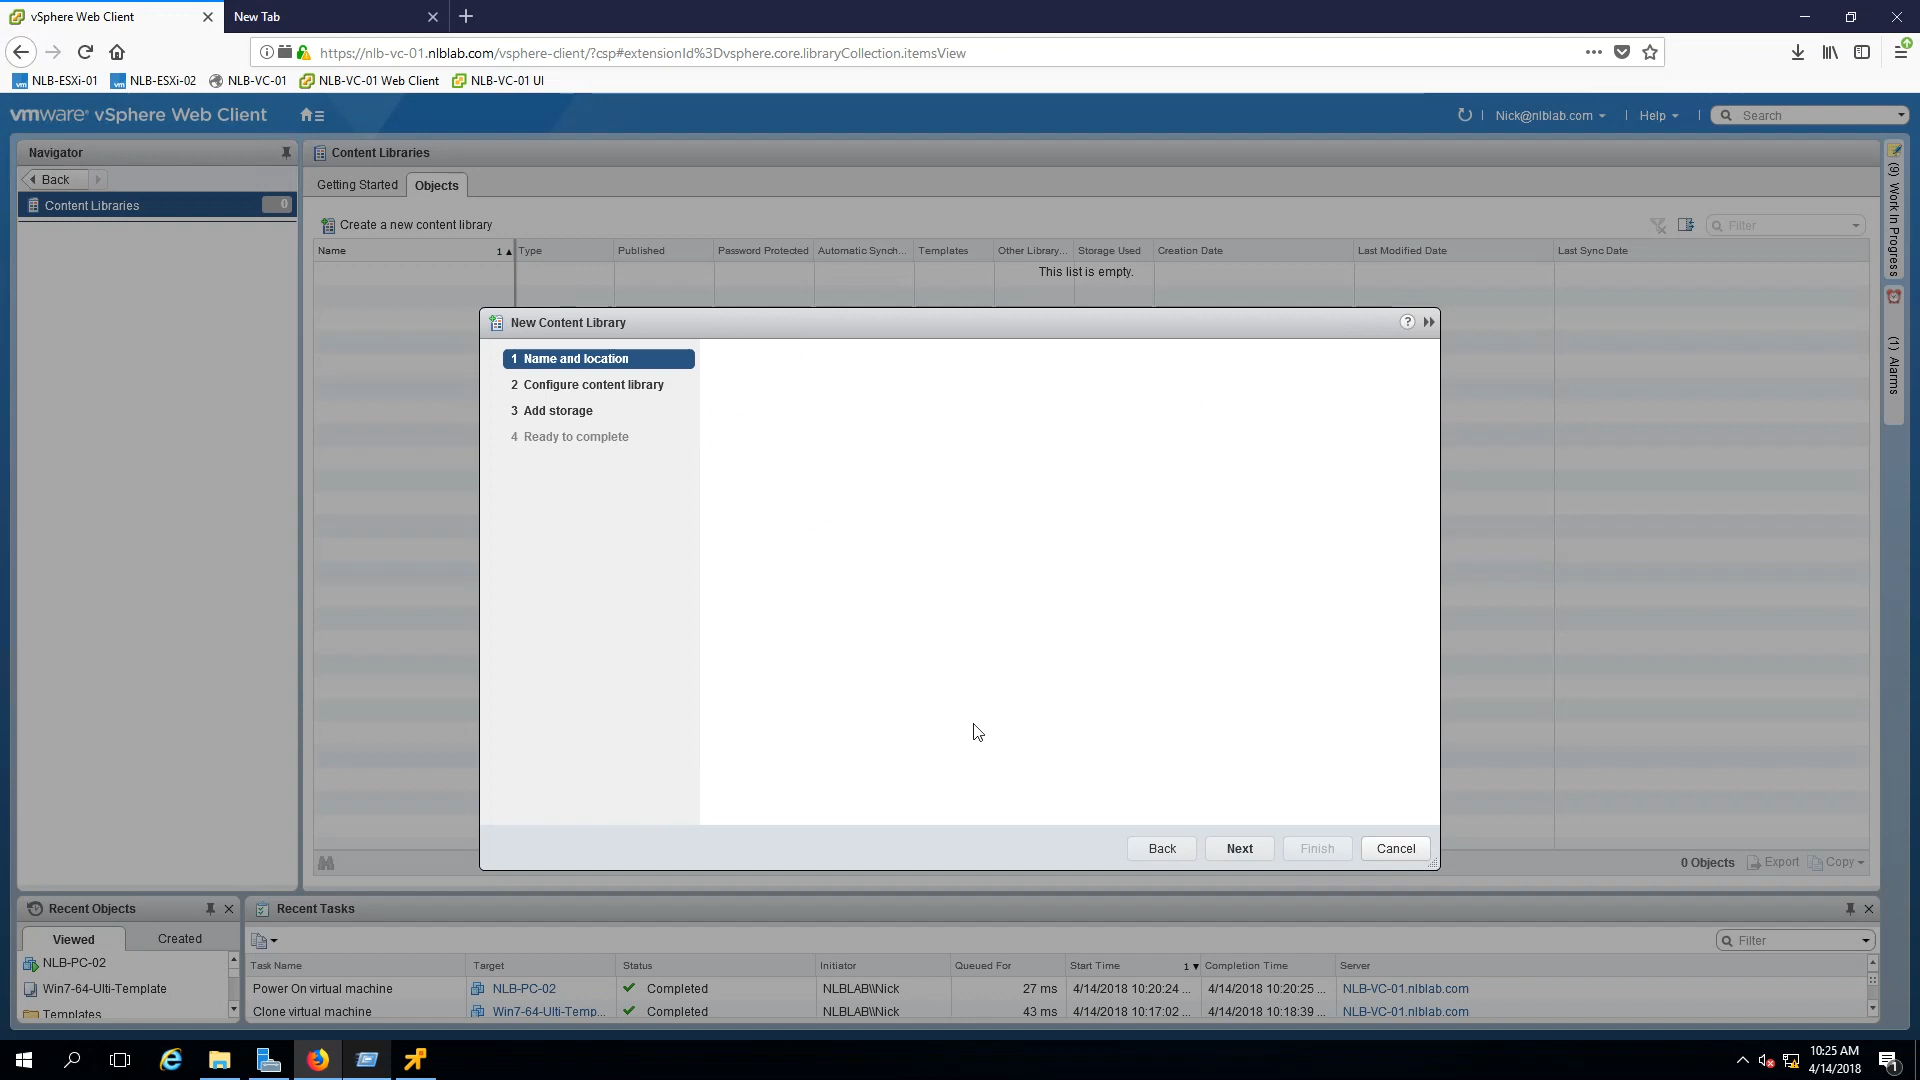 vSphere Web Client
New Tab
https://nlb-vc-01.nlblab.com/vsphere-client/?csp#extensionId%3Dvsphere.core.libraryCollection.itemsView
NLB-ESXi-01 NLB-ESXi-02 NLB-VC-01 NLB-VC-01 Web Client NLB-VC-01 UI
vmware® vSphere Web Client
Nick@nlblab.com | Help | Search
Navigator
Back
Content Libraries 0
Content Libraries
Getting Started Objects
Create a new content library
Filter
Name 1 Type Published Password Protected Automatic Synch... Templates Other Library... Storage Used Creation Date Last Modified Date Last Sync Date
This list is empty.
New Content Library
1 Name and location
2 Configure content library
3 Add storage
4 Ready to complete
Back Next Finish Cancel
0 Objects Export Copy
(9) Work In Progress
(1) Alarms
Recent Objects
Viewed Created
NLB-PC-02
Win7-64-Ulti-Template
Templates
Recent Tasks
Filter
Task Name Target Status Initiator Queued For Start Time 1 Completion Time Server
Power On virtual machine NLB-PC-02 Completed NLBLAB\\Nick 27 ms 4/14/2018 10:20:24 ... 4/14/2018 10:20:25 ... NLB-VC-01.nlblab.com
Clone virtual machine Win7-64-Ulti-Temp... Completed NLBLAB\\Nick 43 ms 4/14/2018 10:17:02 ... 4/14/2018 10:18:39 ... NLB-VC-01.nlblab.com
10:25 AM
4/14/2018
1